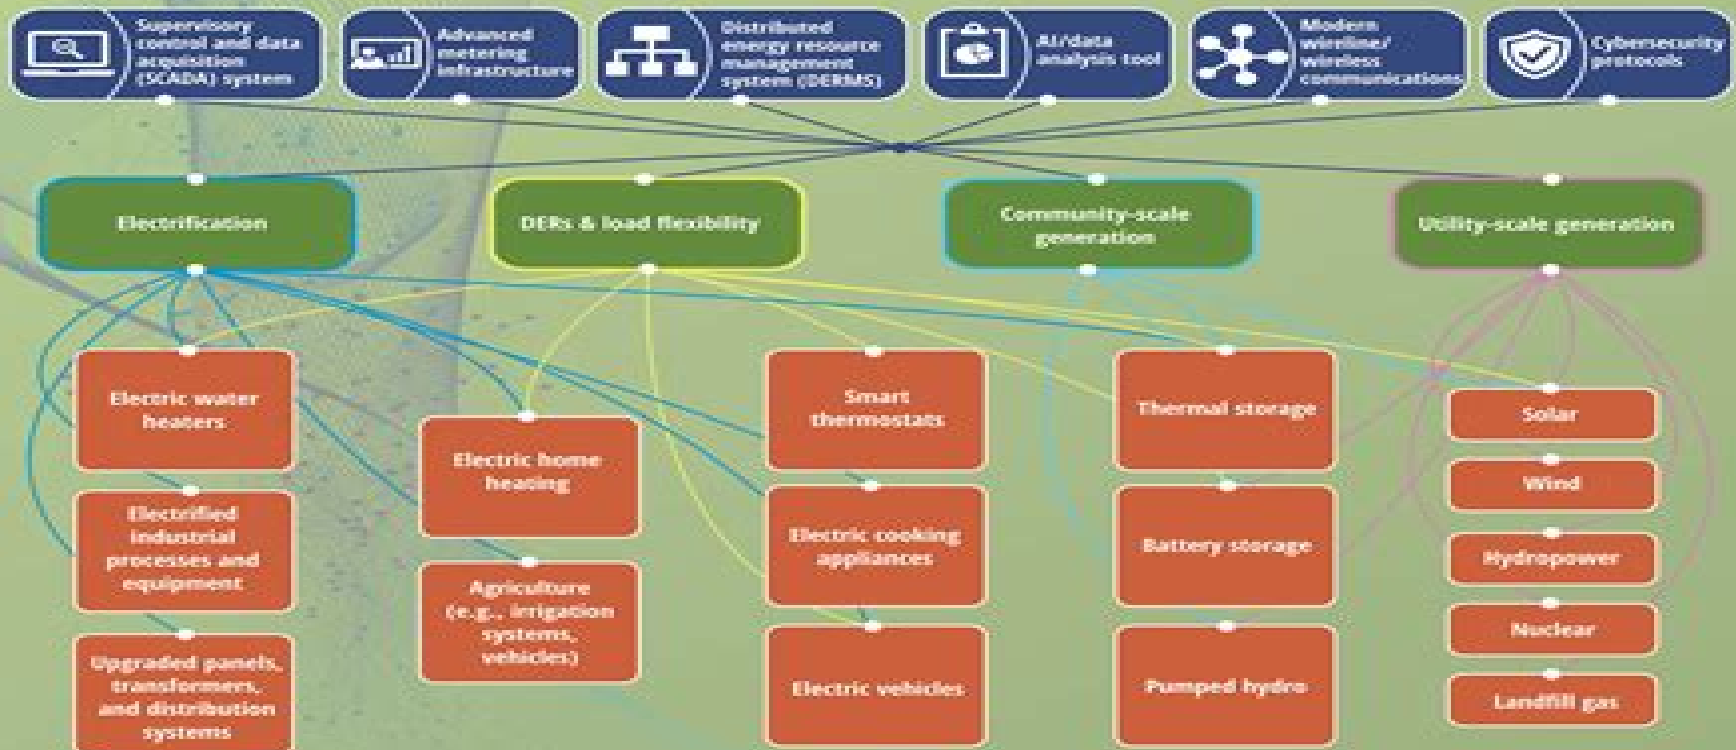 Supervisory
control and data
acquisition
(SCADA) system
Advanced
metering
infrastructure
Distributed
energy resource
management
system (DERMS)
AI/data
analysis tool
Modern
wireline/
wireless
communications
Cybersecurity
protocols
Electrification
DERs & load flexibility
Community-scale
generation
Utility-scale generation
Electric water
heaters
Electrified
industrial
processes and
equipment
Upgraded panels,
transformers,
and distribution
systems
Electric home
heating
Agriculture
(e.g., irrigation
systems,
vehicles)
Smart
thermostats
Electric cooking
appliances
Electric vehicles
Thermal storage
Battery storage
Pumped hydro
Solar
Wind
Hydropower
Nuclear
Landfill gas